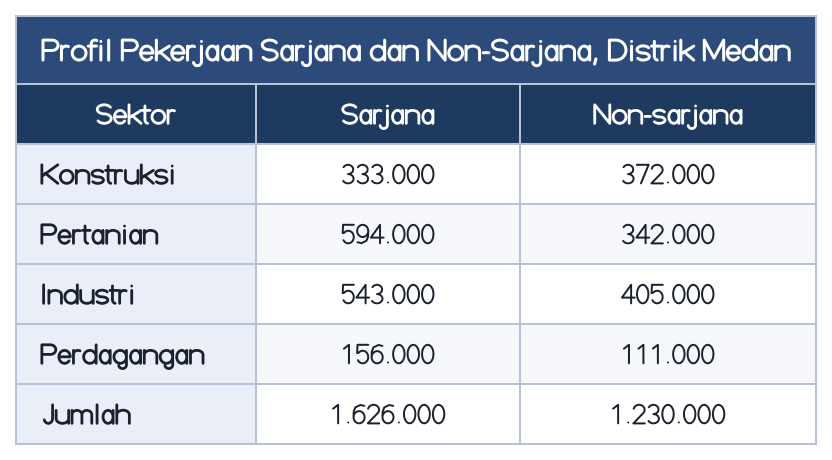 Profil Pekerjaan Sarjana dan Non-Sarjana, Distrik Medan
Sektor Sarjana Non-sarjana
Konstruksi 333.000 372.000
Pertanian 594.000 342.000
Industri 543.000 405.000
Perdagangan 156.000 111.000
Jumlah 1.626.000 1.230.000